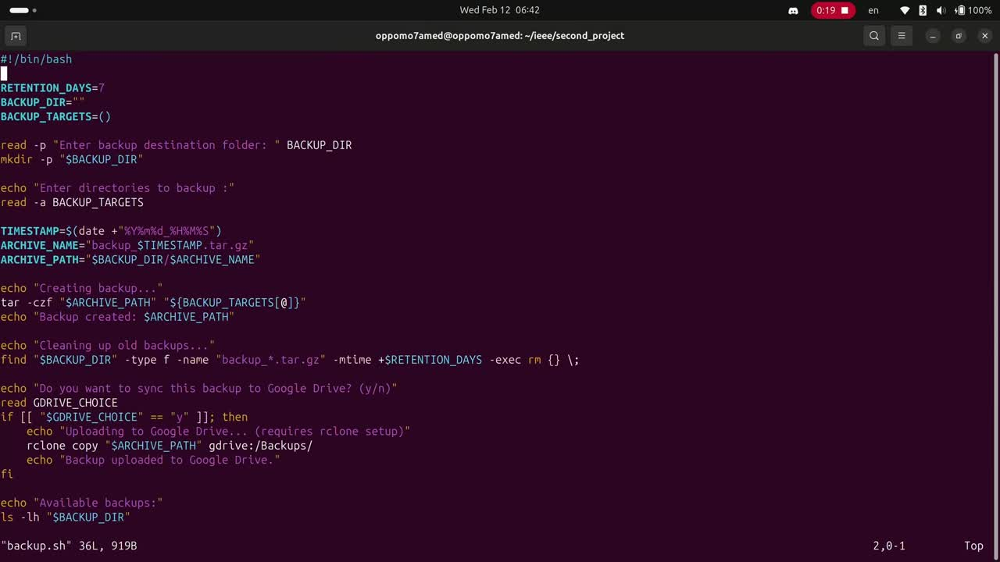 Wed Feb 12 06:42
0:19
en
100%
oppomo7amed@oppomo7amed: ~/ieee/second_project
#!/bin/bash
RETENTION_DAYS=7
BACKUP_DIR=""
BACKUP_TARGETS=()
read -p "Enter backup destination folder: " BACKUP_DIR
mkdir -p "$BACKUP_DIR"
echo "Enter directories to backup :"
read -a BACKUP_TARGETS
TIMESTAMP=$(date +"%Y%m%d_%H%M%S")
ARCHIVE_NAME="backup_$TIMESTAMP.tar.gz"
ARCHIVE_PATH="$BACKUP_DIR/$ARCHIVE_NAME"
echo "Creating backup..."
tar -czf "$ARCHIVE_PATH" "${BACKUP_TARGETS[@]}"
echo "Backup created: $ARCHIVE_PATH"
echo "Cleaning up old backups..."
find "$BACKUP_DIR" -type f -name "backup_*.tar.gz" -mtime +$RETENTION_DAYS -exec rm {} \;
echo "Do you want to sync this backup to Google Drive? (y/n)"
read GDRIVE_CHOICE
if [[ "$GDRIVE_CHOICE" == "y" ]]; then
    echo "Uploading to Google Drive... (requires rclone setup)"
    rclone copy "$ARCHIVE_PATH" gdrive:/Backups/
    echo "Backup uploaded to Google Drive."
fi
echo "Available backups:"
ls -lh "$BACKUP_DIR"
"backup.sh" 36L, 919B
2,0-1
Top